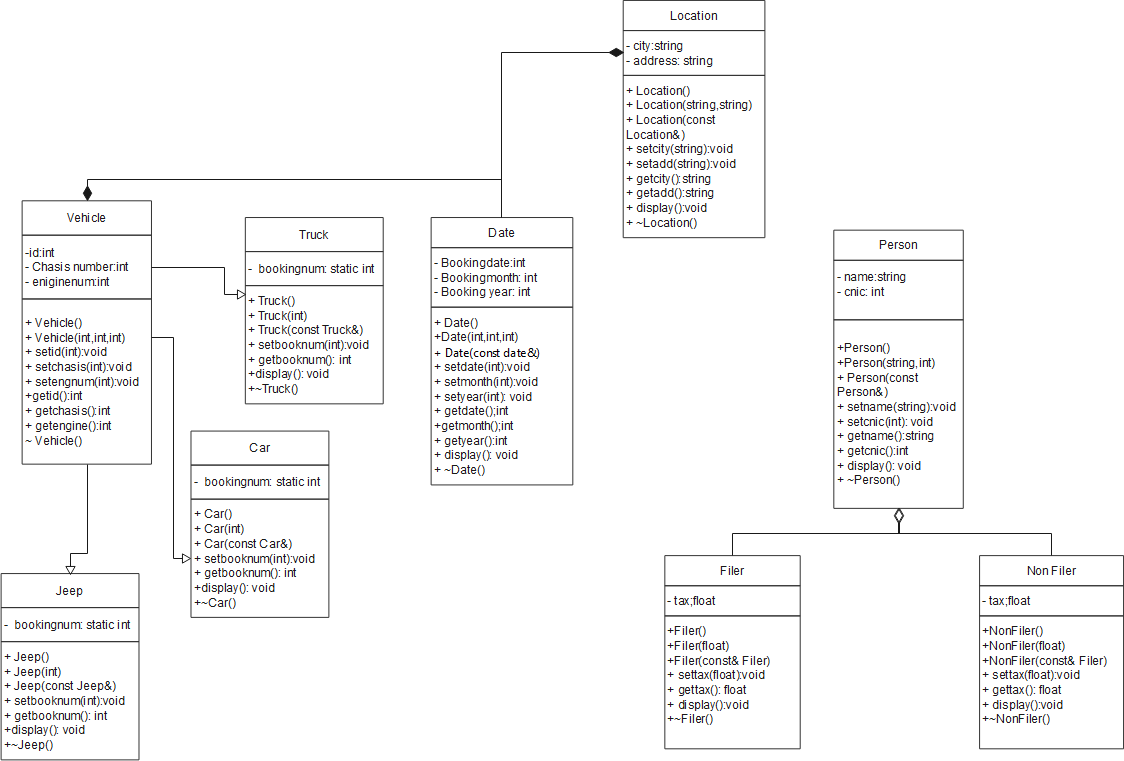 Location
- city:string
- address: string
+ Location()
+ Location(string,string)
+ Location(const
Location&)
+ setcity(string):void
+ setadd(string):void
+ getcity():string
+ getadd():string
+ display():void
+ ~Location()
Vehicle
-id:int
- Chasis number:int
- eniginenum:int
+ Vehicle()
+ Vehicle(int,int,int)
+ setid(int):void
+ setchasis(int):void
+ setengnum(int):void
+getid():int
+ getchasis():int
+ getengine():int
~ Vehicle()
Truck
- bookingnum: static int
+ Truck()
+ Truck(int)
+ Truck(const Truck&)
+ setbooknum(int):void
+ getbooknum(): int
+display(): void
+~Truck()
Date
- Bookingdate:int
- Bookingmonth: int
- Booking year: int
+ Date()
+Date(int,int,int)
+ Date(const date&)
+ setdate(int):void
+ setmonth(int):void
+ setyear(int): void
+ getdate();int
+getmonth();int
+ getyear():int
+ display(): void
+ ~Date()
Person
- name:string
- cnic: int
+Person()
+Person(string,int)
+ Person(const
Person&)
+ setname(string):void
+ setcnic(int): void
+ getname():string
+ getcnic():int
+ display(): void
+ ~Person()
Car
- bookingnum: static int
+ Car()
+ Car(int)
+ Car(const Car&)
+ setbooknum(int):void
+ getbooknum(): int
+display(): void
+~Car()
Jeep
- bookingnum: static int
+ Jeep()
+ Jeep(int)
+ Jeep(const Jeep&)
+ setbooknum(int):void
+ getbooknum(): int
+display(): void
+~Jeep()
Filer
- tax;float
+Filer()
+Filer(float)
+Filer(const& Filer)
+ settax(float):void
+ gettax(): float
+ display():void
+~Filer()
Non Filer
- tax;float
+NonFiler()
+NonFiler(float)
+NonFiler(const& Filer)
+ settax(float):void
+ gettax(): float
+ display():void
+~NonFiler()